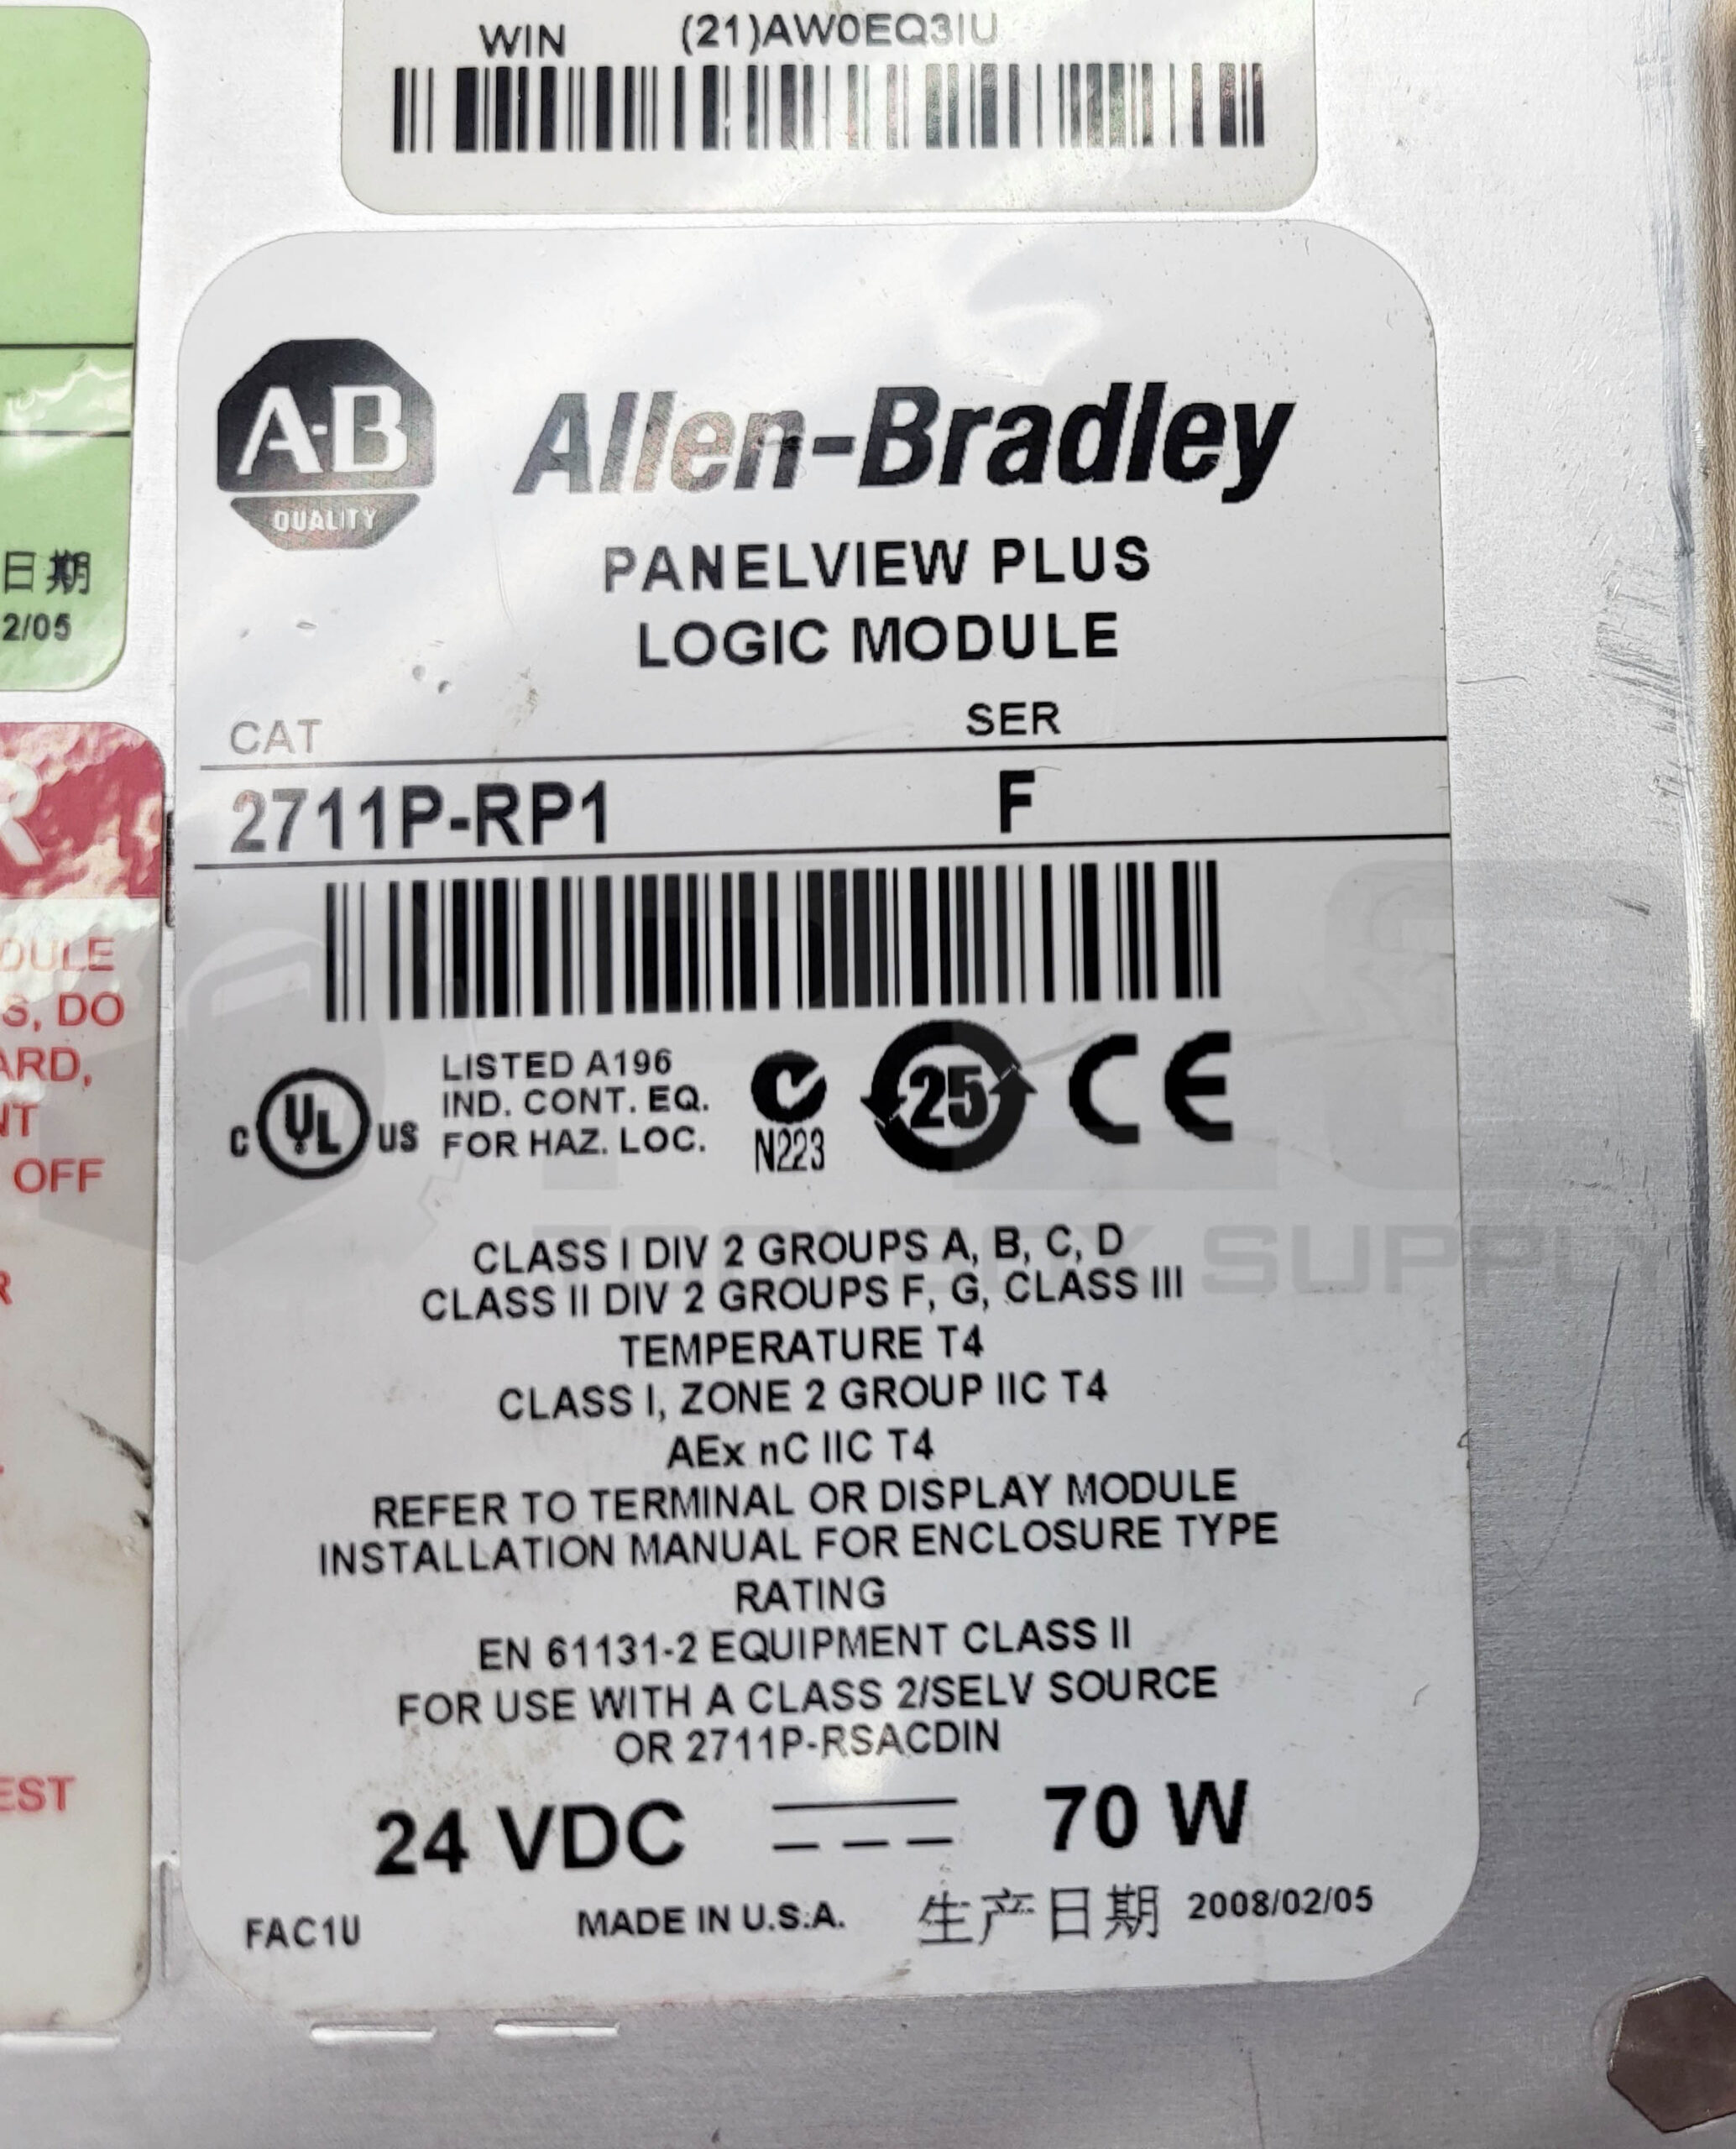 WIN (21)AW0EQ3IU
A-B
QUALITY
Allen-Bradley
PANELVIEW PLUS
LOGIC MODULE
CAT SER
2711P-RP1 F
C UL US
LISTED A196
IND. CONT. EQ.
FOR HAZ. LOC.
N223
25
CE
CLASS I DIV 2 GROUPS A, B, C, D
CLASS II DIV 2 GROUPS F, G, CLASS III
TEMPERATURE T4
CLASS I, ZONE 2 GROUP IIC T4
AEx nC IIC T4
REFER TO TERMINAL OR DISPLAY MODULE
INSTALLATION MANUAL FOR ENCLOSURE TYPE
RATING
EN 61131-2 EQUIPMENT CLASS II
FOR USE WITH A CLASS 2/SELV SOURCE
OR 2711P-RSACDIN
24 VDC 70 W
FAC1U MADE IN U.S.A. 生产日期 2008/02/05
日期
2/05
R
DULE
S, DO
ARD,
NT
OFF
R
EST
SUPPLY